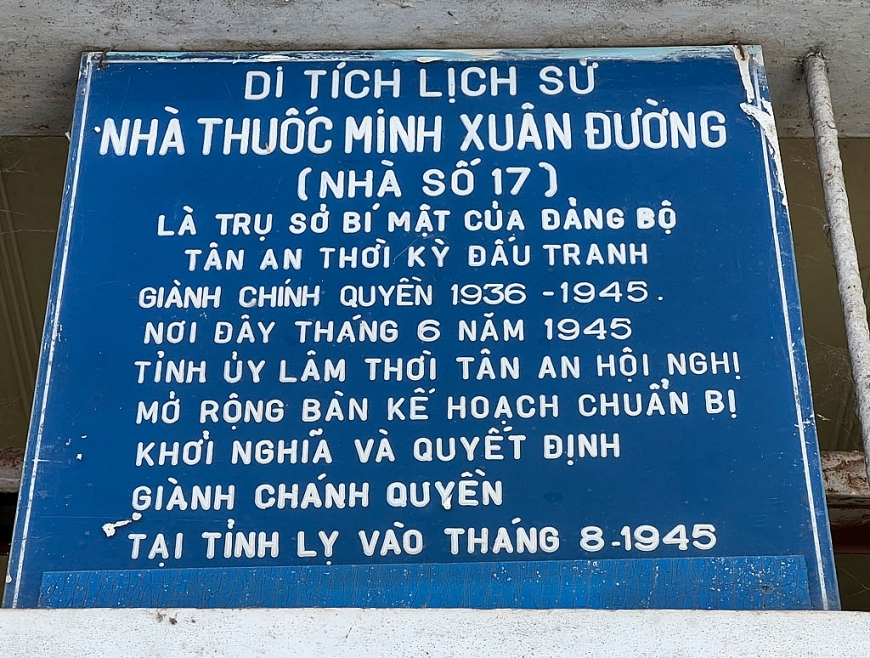 DI TÍCH LỊCH SỬ
NHÀ THUỐC MINH XUÂN ĐƯỜNG
(NHÀ SỐ 17)
LÀ TRỤ SỞ BÍ MẬT CỦA ĐẢNG BỘ
TÂN AN THỜI KỲ ĐẤU TRANH
GIÀNH CHÍNH QUYỀN 1936 - 1945.
NƠI ĐÂY THÁNG 6 NĂM 1945
TỈNH ỦY LÂM THỜI TÂN AN HỘI NGHỊ
MỞ RỘNG BÀN KẾ HOẠCH CHUẨN BỊ
KHỞI NGHĨA VÀ QUYẾT ĐỊNH
GIÀNH CHÁNH QUYỀN
TẠI TỈNH LỴ VÀO THÁNG 8-1945